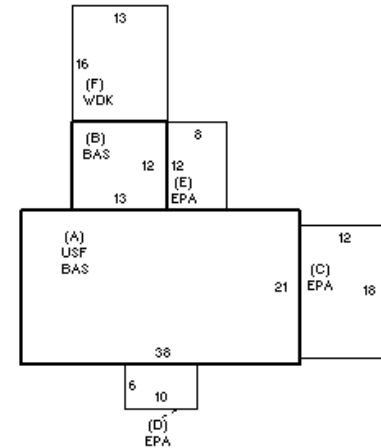 13
16
(F)
WDK
(B)
BAS
12
13
8
12
(E)
EPA
(A)
USF
BAS
21
38
12
(C)
EPA
18
6
10
(D)
EPA